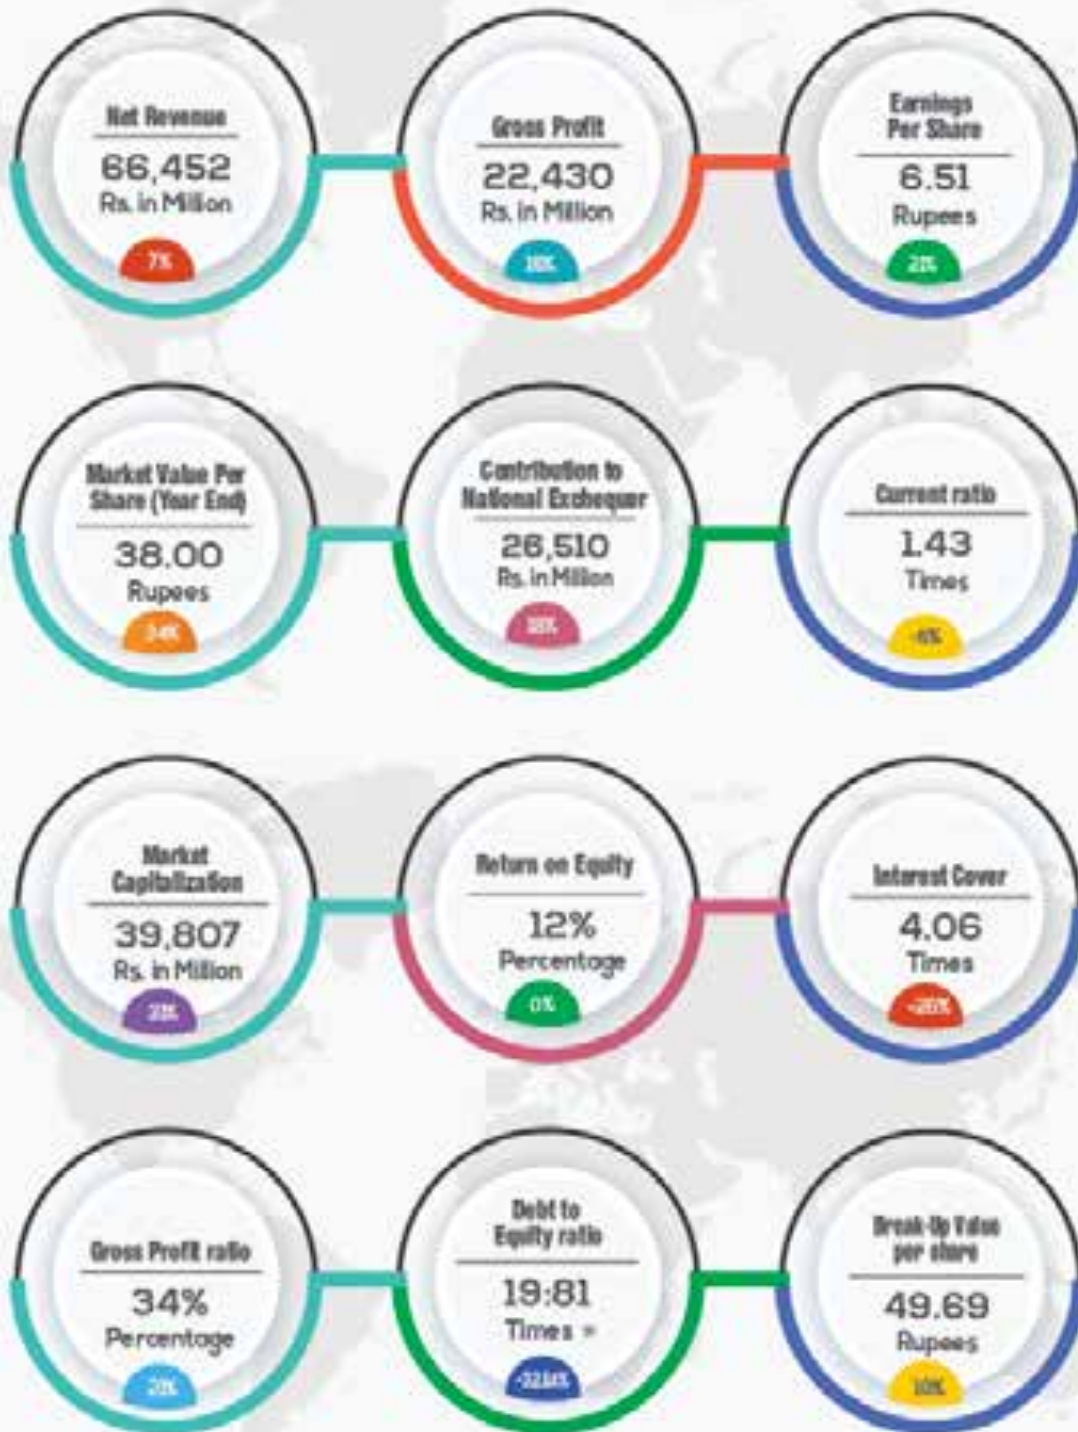 Net Revenue
66,452
Rs. in Million
7%
Gross Profit
22,430
Rs. in Million
Earnings
Per Share
6.51
Rupees
Market Value Per
Share (Year End)
38.00
Rupees
Contribution to
National Exchequer
26,510
Rs. in Million
Current ratio
1.43
Times
Market
Capitalization
39,807
Rs. in Million
Return on Equity
12%
Percentage
0%
Interest Cover
4.06
Times
Gross Profit ratio
34%
Percentage
Debt to
Equity ratio
19:81
Times
Break-Up Value
per share
49.69
Rupees
10%